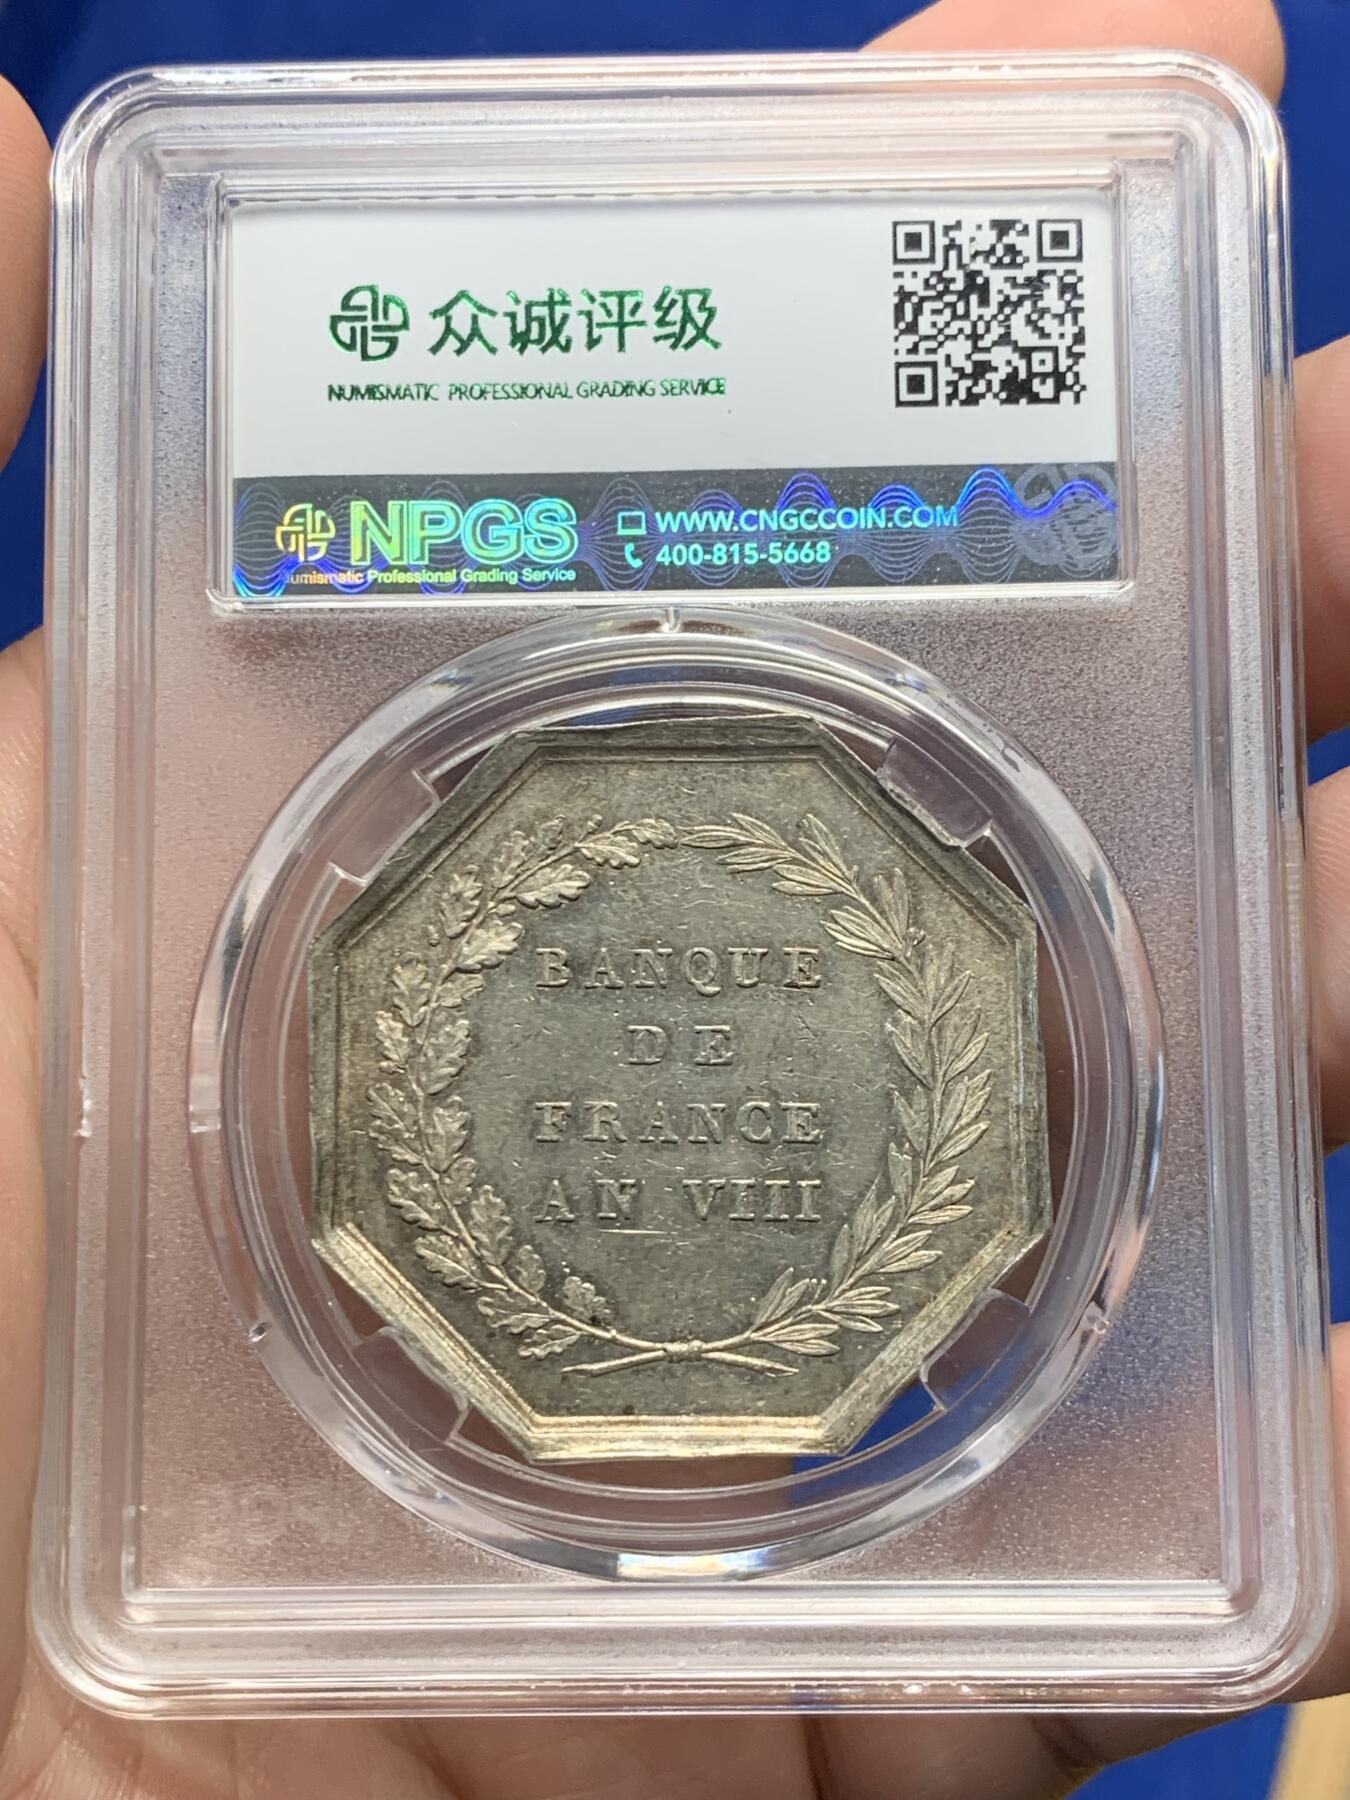 众诚评级
NUMISMATIC PROFESSIONAL GRADING SERVICE
NPGS
Numismatic Professional Grading Service
WWW.CNGCCOIN.COM
400-815-5668
BANQUE
DE
FRANCE
AN VIII